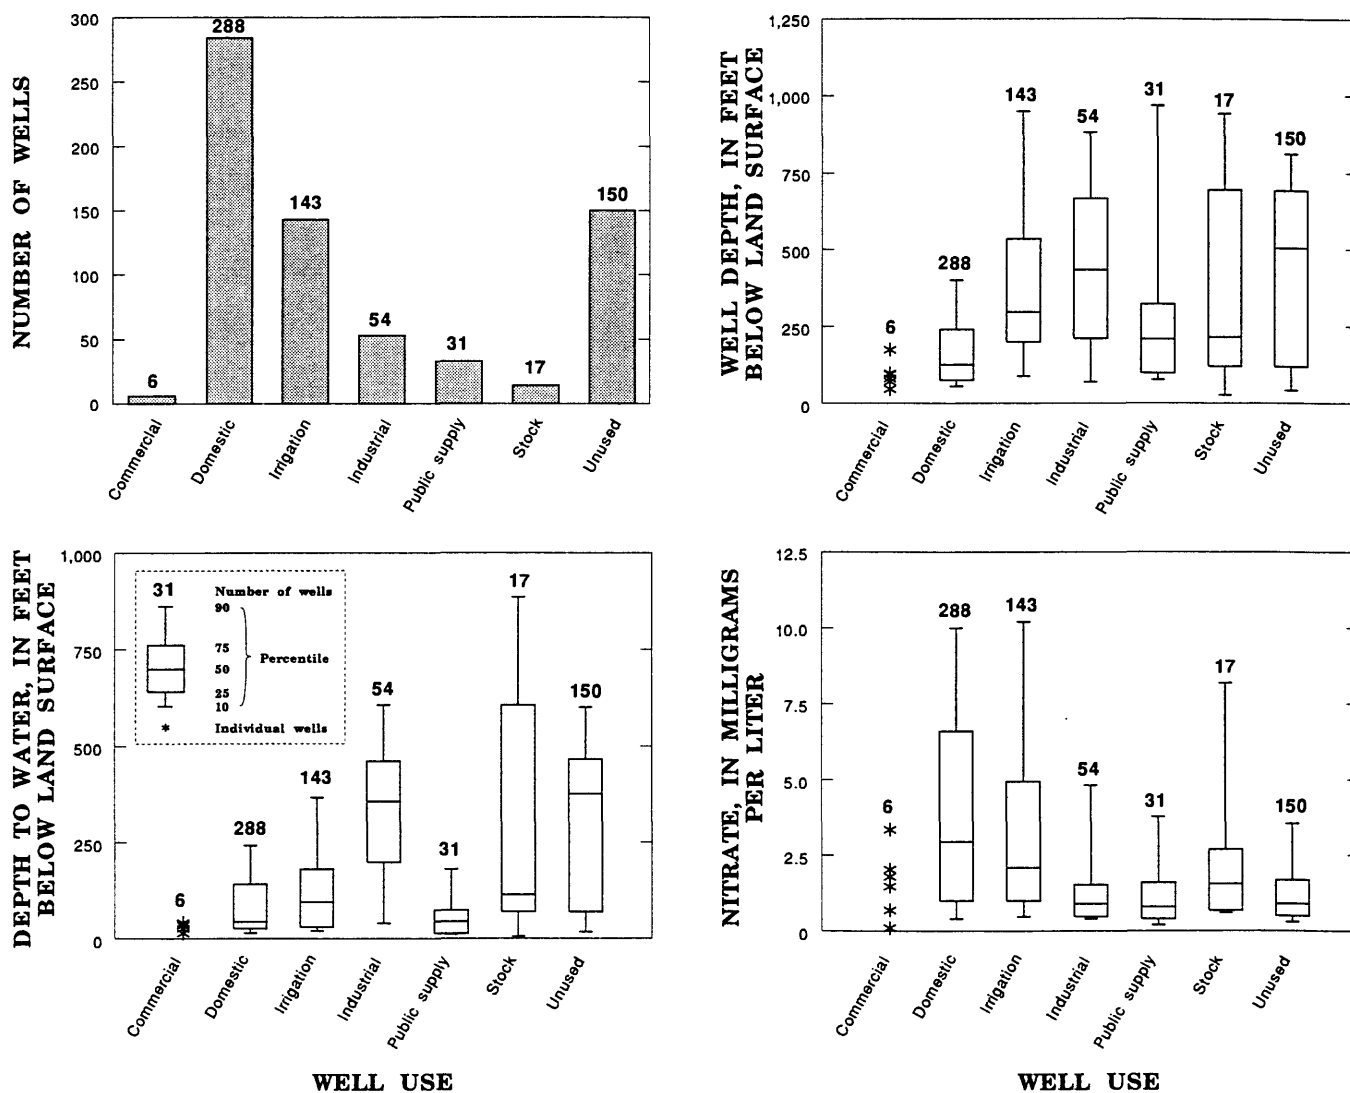 NUMBER OF WELLS
300
250
200
150
100
50
0
6
288
143
54
31
17
150
Commercial
Domestic
Irrigation
Industrial
Public supply
Stock
Unused
WELL DEPTH, IN FEET
BELOW LAND SURFACE
1,250
1,000
750
500
250
0
6
288
143
54
31
17
150
Commercial
Domestic
Irrigation
Industrial
Public supply
Stock
Unused
DEPTH TO WATER, IN FEET
BELOW LAND SURFACE
1,000
750
500
250
0
31 Number of wells
90
75
50
25
10
Percentile
* Individual wells
6
288
143
54
31
17
150
Commercial
Domestic
Irrigation
Industrial
Public supply
Stock
Unused
WELL USE
NITRATE, IN MILLIGRAMS
PER LITER
12.5
10.0
7.5
5.0
2.5
0
6
288
143
54
31
17
150
Commercial
Domestic
Irrigation
Industrial
Public supply
Stock
Unused
WELL USE